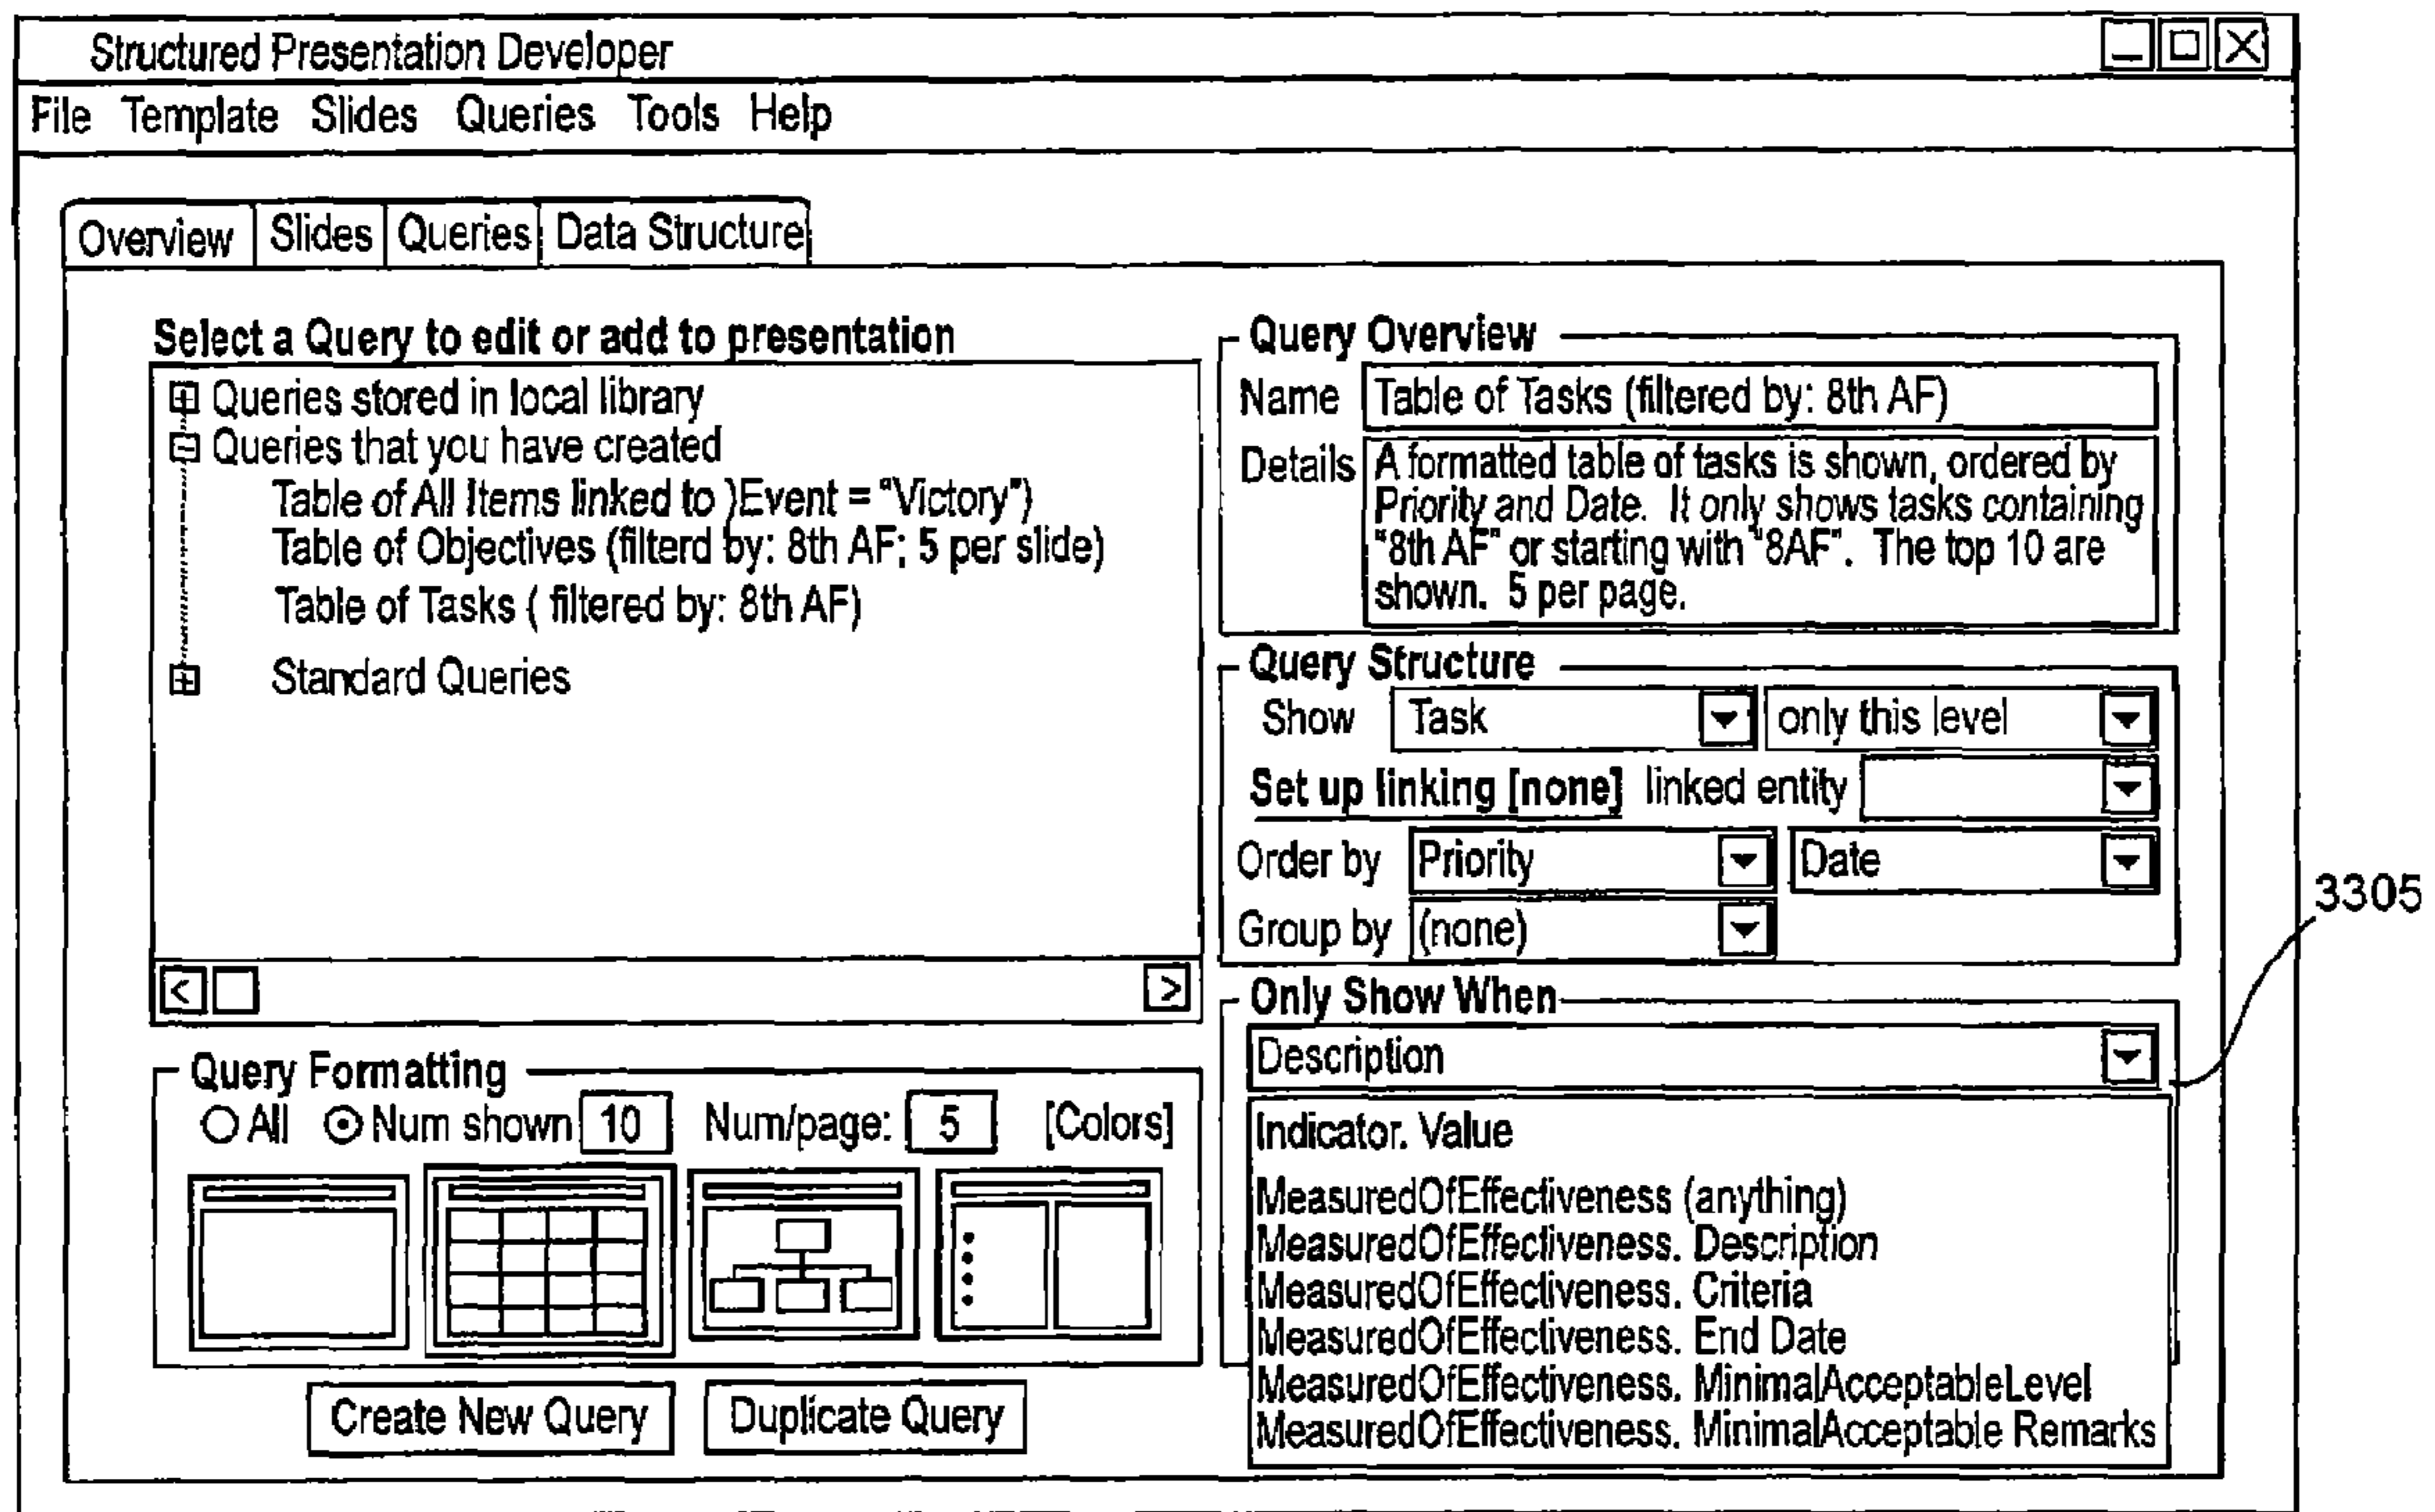 Structured Presentation Developer
File Template Slides Queries Tools Help
Overview Slides Queries Data Structure
Select a Query to edit or add to presentation
Queries stored in local library
Queries that you have created
Table of All Items linked to )Event = "Victory")
Table of Objectives (filterd by: 8th AF; 5 per slide)
Table of Tasks ( filtered by: 8th AF)
Standard Queries
< >
Query Formatting
All Num shown 10 Num/page: 5 [Colors]
Create New Query Duplicate Query
Query Overview
Name Table of Tasks (filtered by: 8th AF)
Details A formatted table of tasks is shown, ordered by
Priority and Date. It only shows tasks containing
"8th AF" or starting with "8AF". The top 10 are
shown. 5 per page.
Query Structure
Show Task only this level
Set up linking [none] linked entity
Order by Priority Date
Group by (none)
Only Show When
Description
Indicator. Value
MeasuredOfEffectiveness (anything)
MeasuredOfEffectiveness. Description
MeasuredOfEffectiveness. Criteria
MeasuredOfEffectiveness. End Date
MeasuredOfEffectiveness. MinimalAcceptableLevel
MeasuredOfEffectiveness. MinimalAcceptable Remarks
3305